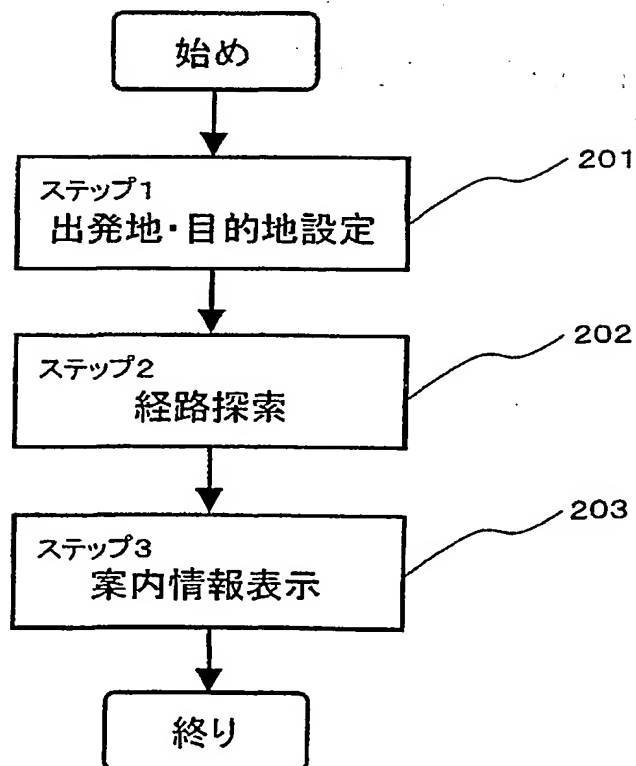 始め
ステップ1
出発地・目的地設定
201
ステップ2
経路探索
202
ステップ3
案内情報表示
203
終り